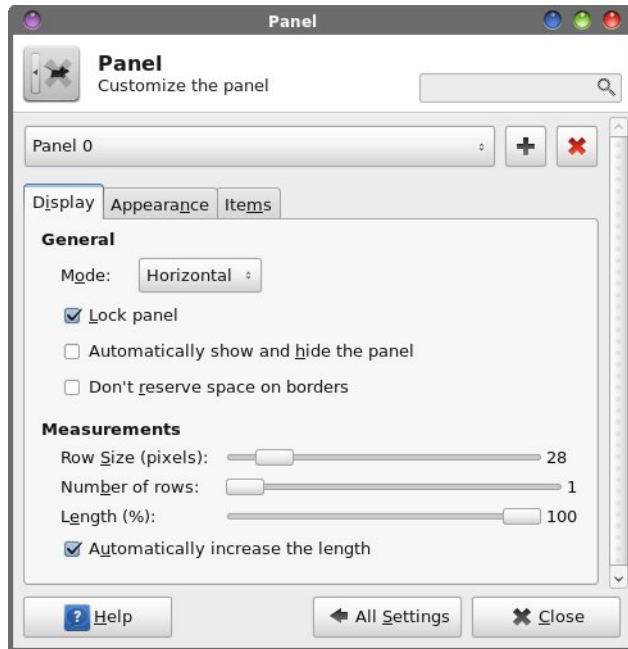 Panel
Panel
Customize the panel
Panel 0
Display Appearance Items
General
Mode: Horizontal
Lock panel
Automatically show and hide the panel
Don't reserve space on borders
Measurements
Row Size (pixels): 28
Number of rows: 1
Length (%): 100
Automatically increase the length
? Help All Settings Close